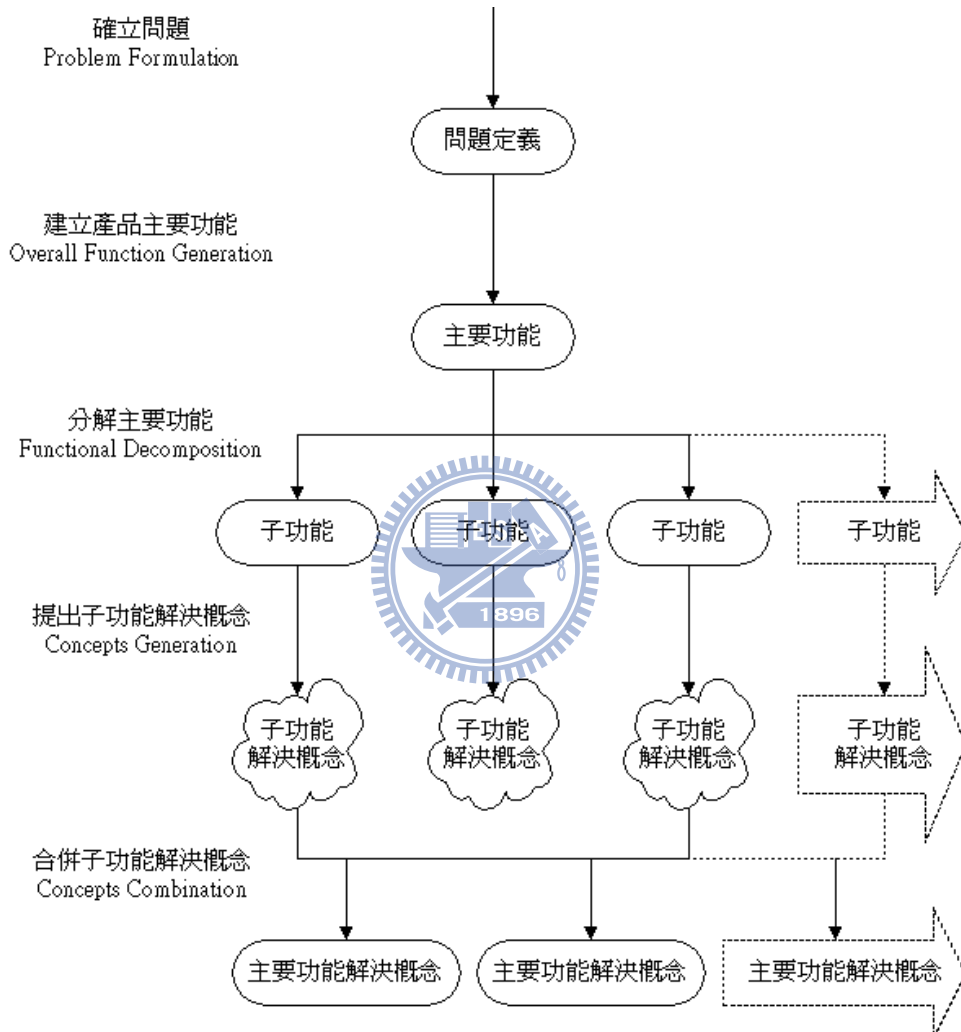 確立問題
Problem Formulation
問題定義
建立產品主要功能
Overall Function Generation
主要功能
分解主要功能
Functional Decomposition
子功能
子功能
子功能
子功能
1896
提出子功能解決概念
Concepts Generation
子功能
解決概念
子功能
解決概念
子功能
解決概念
子功能
解決概念
合併子功能解決概念
Concepts Combination
主要功能解決概念
主要功能解決概念
主要功能解決概念